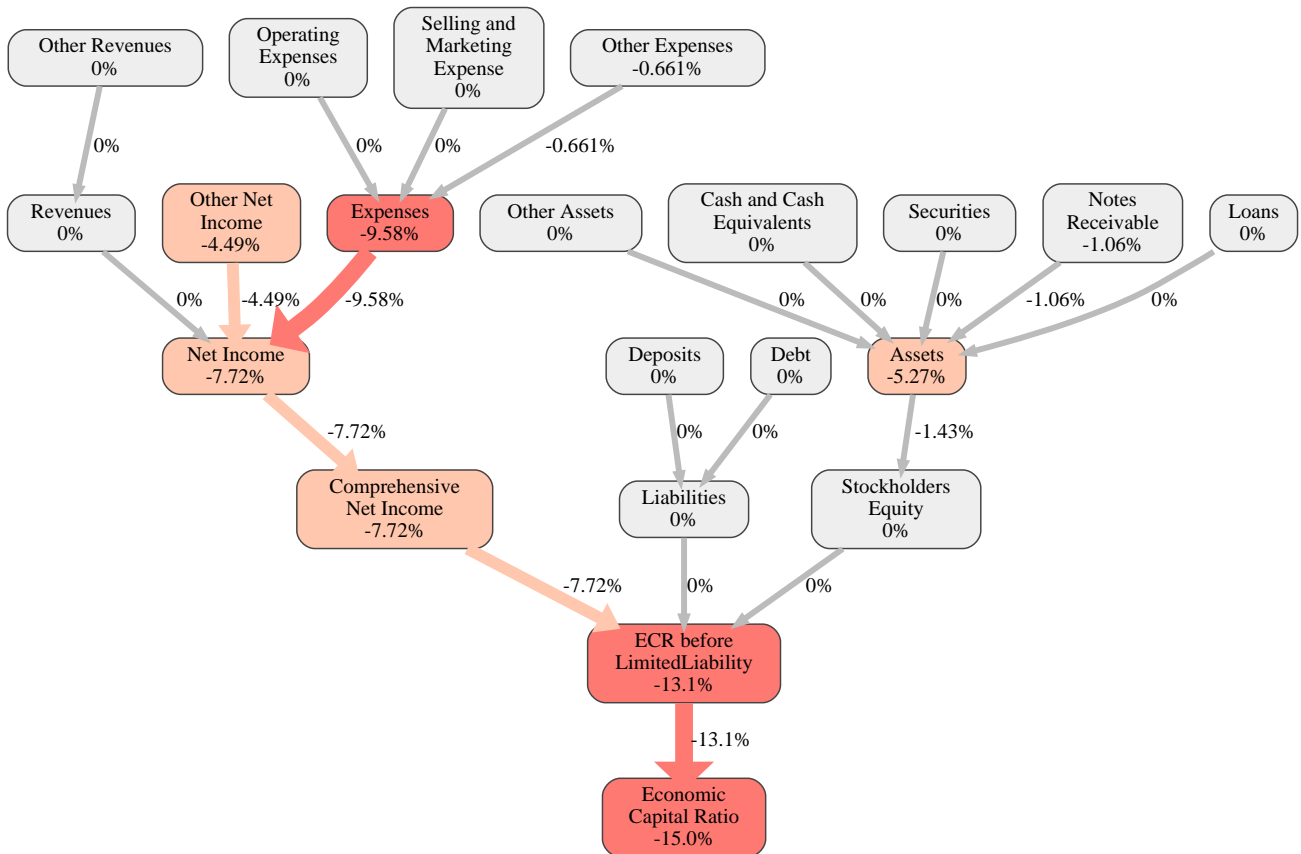 Other Revenues
0%
Operating
Expenses
0%
Selling and
Marketing
Expense
0%
Other Expenses
-0.661%
0%
0%
0%
-0.661%
Revenues
0%
Other Net
Income
-4.49%
Expenses
-9.58%
Other Assets
0%
Cash and Cash
Equivalents
0%
Securities
0%
Notes
Receivable
-1.06%
Loans
0%
0%
-4.49%
-9.58%
0%
0%
0%
-1.06%
0%
Net Income
-7.72%
Deposits
0%
Debt
0%
Assets
-5.27%
-7.72%
0%
0%
-1.43%
Comprehensive
Net Income
-7.72%
Liabilities
0%
Stockholders
Equity
0%
-7.72%
0%
0%
ECR before
LimitedLiability
-13.1%
-13.1%
Economic
Capital Ratio
-15.0%